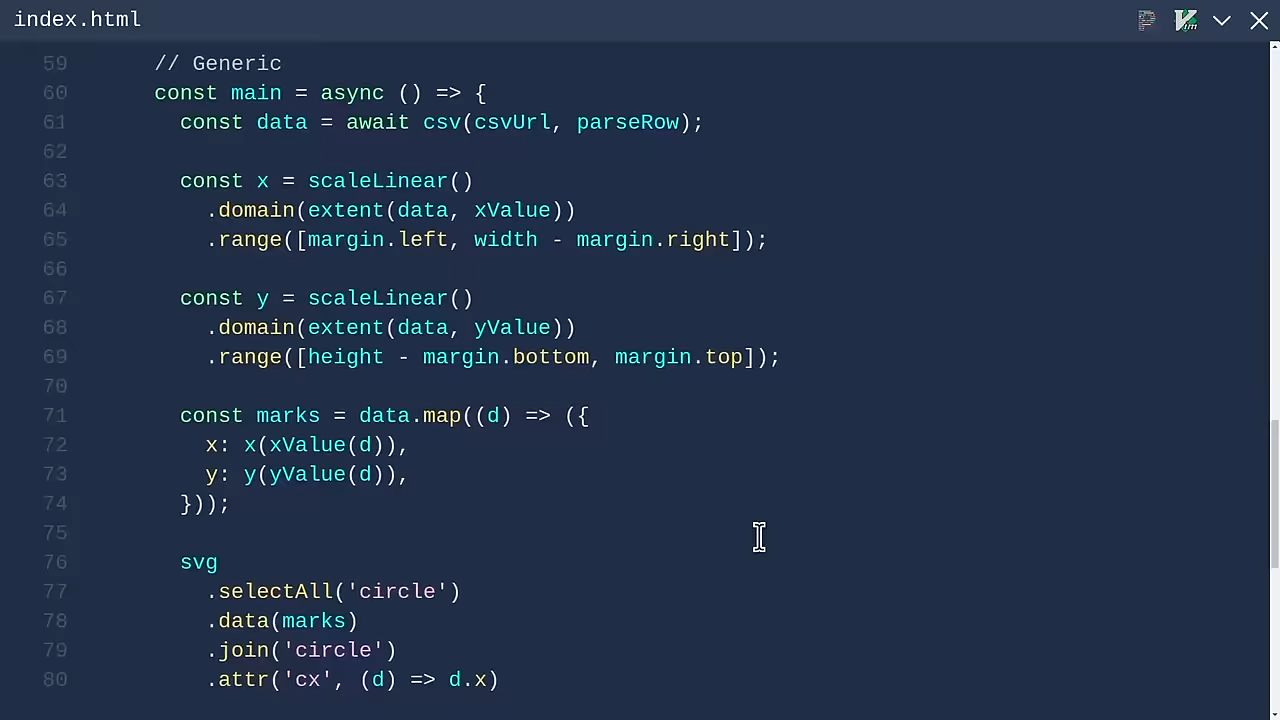 index.html
59 // Generic
60 const main = async () => {
61 const data = await csv(csvUrl, parseRow);
62
63 const x = scaleLinear()
64 .domain(extent(data, xValue))
65 .range([margin.left, width - margin.right]);
66
67 const y = scaleLinear()
68 .domain(extent(data, yValue))
69 .range([height - margin.bottom, margin.top]);
70
71 const marks = data.map((d) => ({
72 x: x(xValue(d)),
73 y: y(yValue(d)),
74 }));
75
76 svg
77 .selectAll('circle')
78 .data(marks)
79 .join('circle')
80 .attr('cx', (d) => d.x)